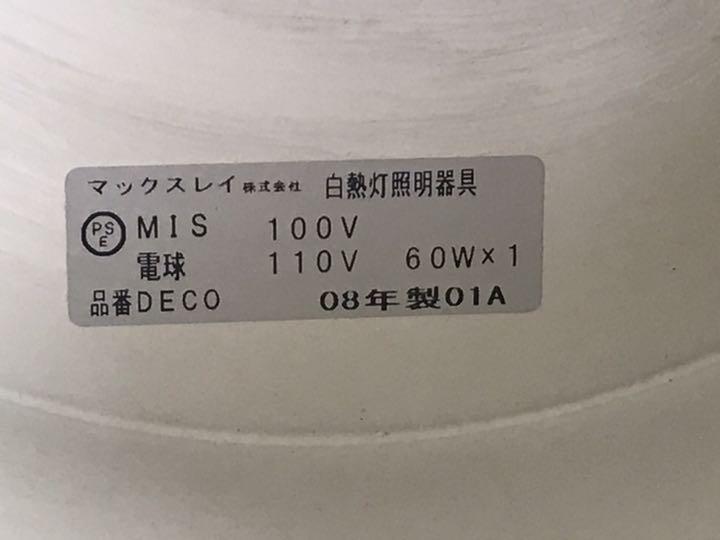 マックスレイ株式会社 白熱灯照明器具
PSE MIS 100V
電球 110V 60W×1
品番DECO 08年製01A